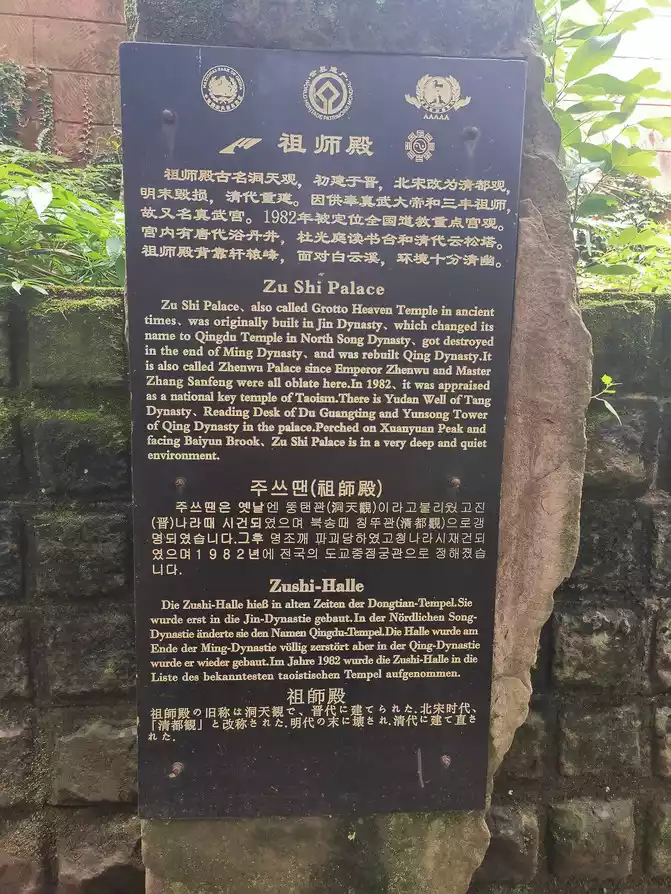 祖师殿
祖师殿古名洞天观，初建于晋，北宋改为清都观，
明末毁损，清代重建。因供奉真武大帝和三丰祖师，
故又名真武宫。1982年被定位全国道教重点宫观。
宫内有唐代浴丹井，杜光庭读书台和清代云松塔。
祖师殿背靠轩辕峰，面对白云溪，环境十分清幽。
Zu Shi Palace
Zu Shi Palace、also called Grotto Heaven Temple in ancient
times、was originally built in Jin Dynasty、which changed its
name to Qingdu Temple in North Song Dynasty、got destroyed
in the end of Ming Dynasty、and was rebuilt Qing Dynasty.It
is also called Zhenwu Palace since Emperor Zhenwu and Master
Zhang Sanfeng were all oblate here.In 1982、it was appraised
as a national key temple of Taoism.There is Yudan Well of Tang
Dynasty、Reading Desk of Du Guangting and Yunsong Tower
of Qing Dynasty in the palace.Perched on Xuanyuan Peak and
facing Baiyun Brook、Zu Shi Palace is in a very deep and quiet
environment.
주쓰땐(祖師殿)
주쓰땐은 옛날엔 똥탠관(洞天觀)이라고불리웠고진
(晋)나라때 시건되였으며 북송때 칭두관(清都觀)으로갱
명되었습니다.그후 명조깨 파괴당하였고청나라시재건되
였으며1982년에 전국의 도교중점궁관으로 정해졌습
니다.
Zushi-Halle
Die Zushi-Halle hieß in alten Zeiten der Dongtian-Tempel.Sie
wurde erst in die Jin-Dynastie gebaut.In der Nördlichen Song-
Dynastie änderte sie den Namen Qingdu-Tempel.Die Halle wurde am
Ende der Ming-Dynastie völlig zerstört aber in der Qing-Dynastie
wurde er wieder gebaut.Im Jahre 1982 wurde die Zushi-Halle in die
Liste des bekanntesten taoistischen Tempel aufgenommen.
祖師殿
祖師殿の旧称は洞天観で、晋代に建てられた.北宋时代、
「清都観」と改称された.明代の末に壊され,清代に建て直さ
れた.